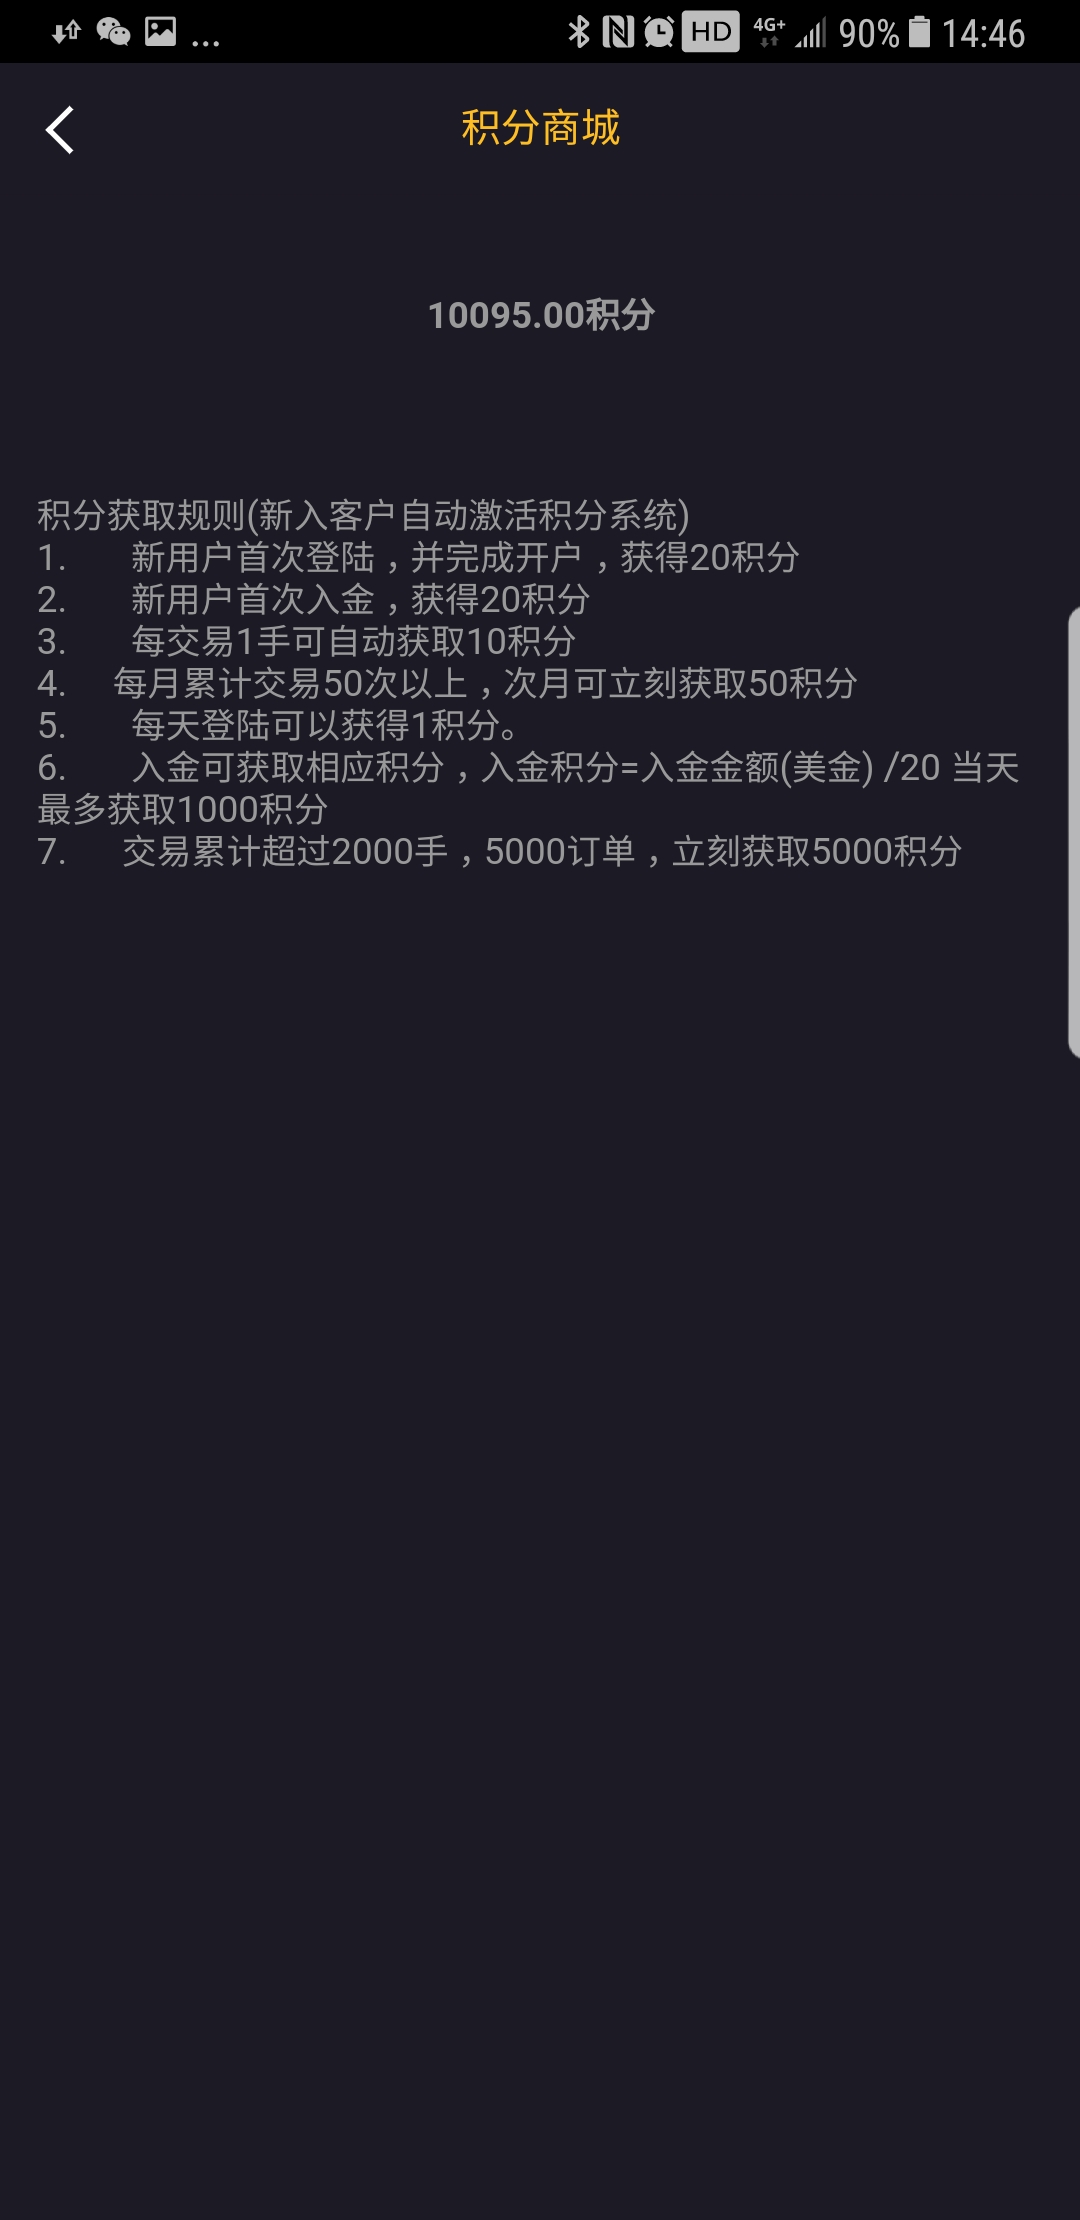 ... HD 4G+ 90% 14:46
积分商城
10095.00积分
积分获取规则(新入客户自动激活积分系统)
1. 新用户首次登陆，并完成开户，获得20积分
2. 新用户首次入金，获得20积分
3. 每交易1手可自动获取10积分
4. 每月累计交易50次以上，次月可立刻获取50积分
5. 每天登陆可以获得1积分。
6. 入金可获取相应积分，入金积分=入金金额(美金) /20 当天
最多获取1000积分
7. 交易累计超过2000手，5000订单，立刻获取5000积分